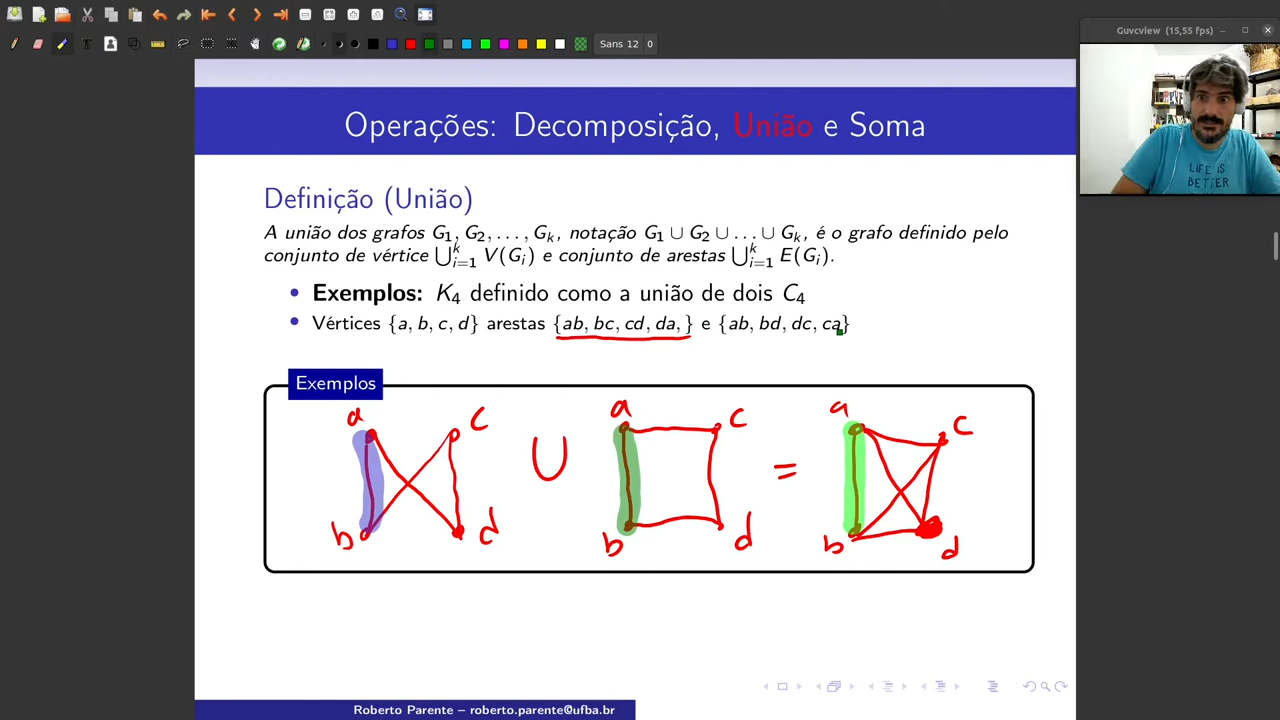 Sans 12 0
Guvcview (15,55 fps)
LIFE IS
BETTER
Operações: Decomposição, União e Soma
Definição (União)
A união dos grafos G₁, G₂, . . . , Gₖ, notação G₁ ∪ G₂ ∪ . . . ∪ Gₖ, é o grafo definido pelo
conjunto de vértice ⋃ᵏᵢ₌₁ V(Gᵢ) e conjunto de arestas ⋃ᵏᵢ₌₁ E(Gᵢ).
• Exemplos: K₄ definido como a união de dois C₄
• Vértices {a, b, c, d} arestas {ab, bc, cd, da, } e {ab, bd, dc, ca}
Exemplos
a c a c a c
∪ =
b d b d b d
Roberto Parente – roberto.parente@ufba.br